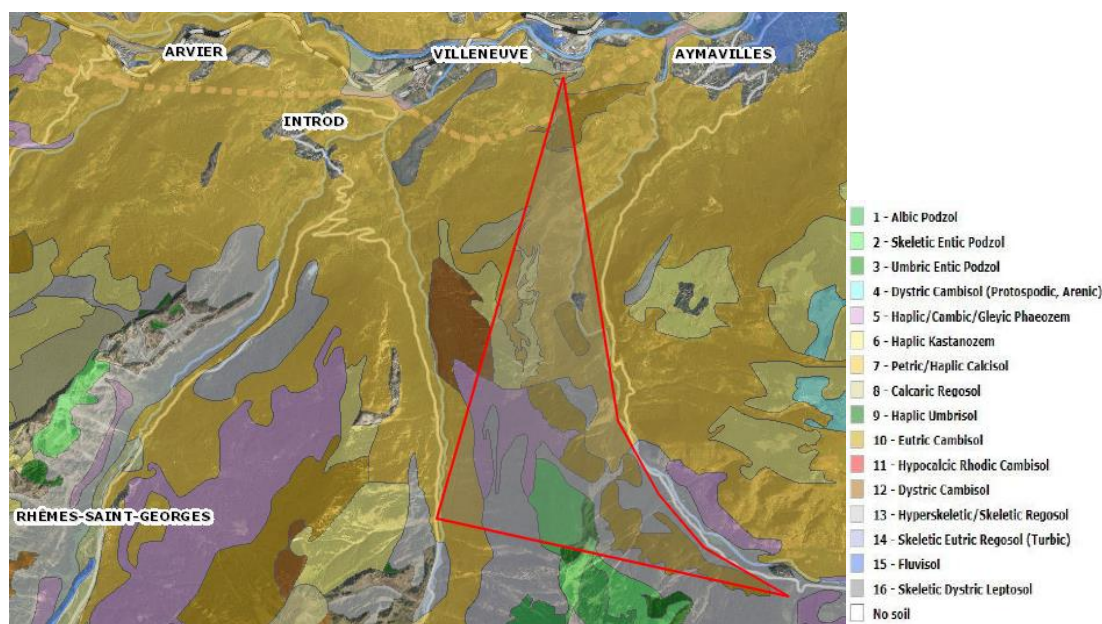 ARVIER
VILLENEUVE
AYMAVILLES
INTROD
RHÊMES-SAINT-GEORGES
1 - Albic Podzol
2 - Skeletic Entic Podzol
3 - Umbric Entic Podzol
4 - Dystric Cambisol (Protospodic, Arenic)
5 - Haplic/Cambic/Gleyic Phaeozem
6 - Haplic Kastanozem
7 - Petric/Haplic Calcisol
8 - Calcaric Regosol
9 - Haplic Umbrisol
10 - Eutric Cambisol
11 - Hypocalcic Rhodic Cambisol
12 - Dystric Cambisol
13 - Hyperskeletic/Skeletic Regosol
14 - Skeletic Eutric Regosol (Turbic)
15 - Fluvisol
16 - Skeletic Dystric Leptosol
No soil